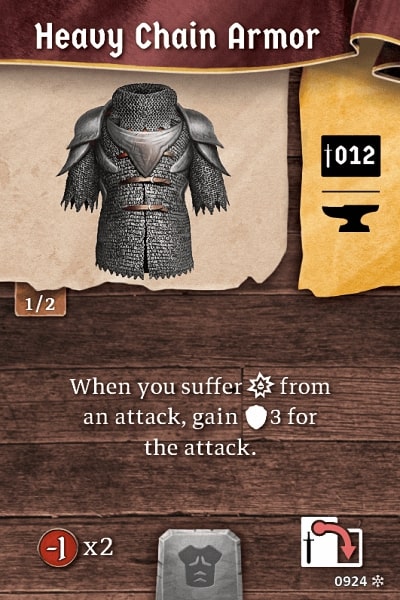 Heavy Chain Armor
012
1/2
When you suffer from
an attack, gain 3 for
the attack.
-1 x2
0924